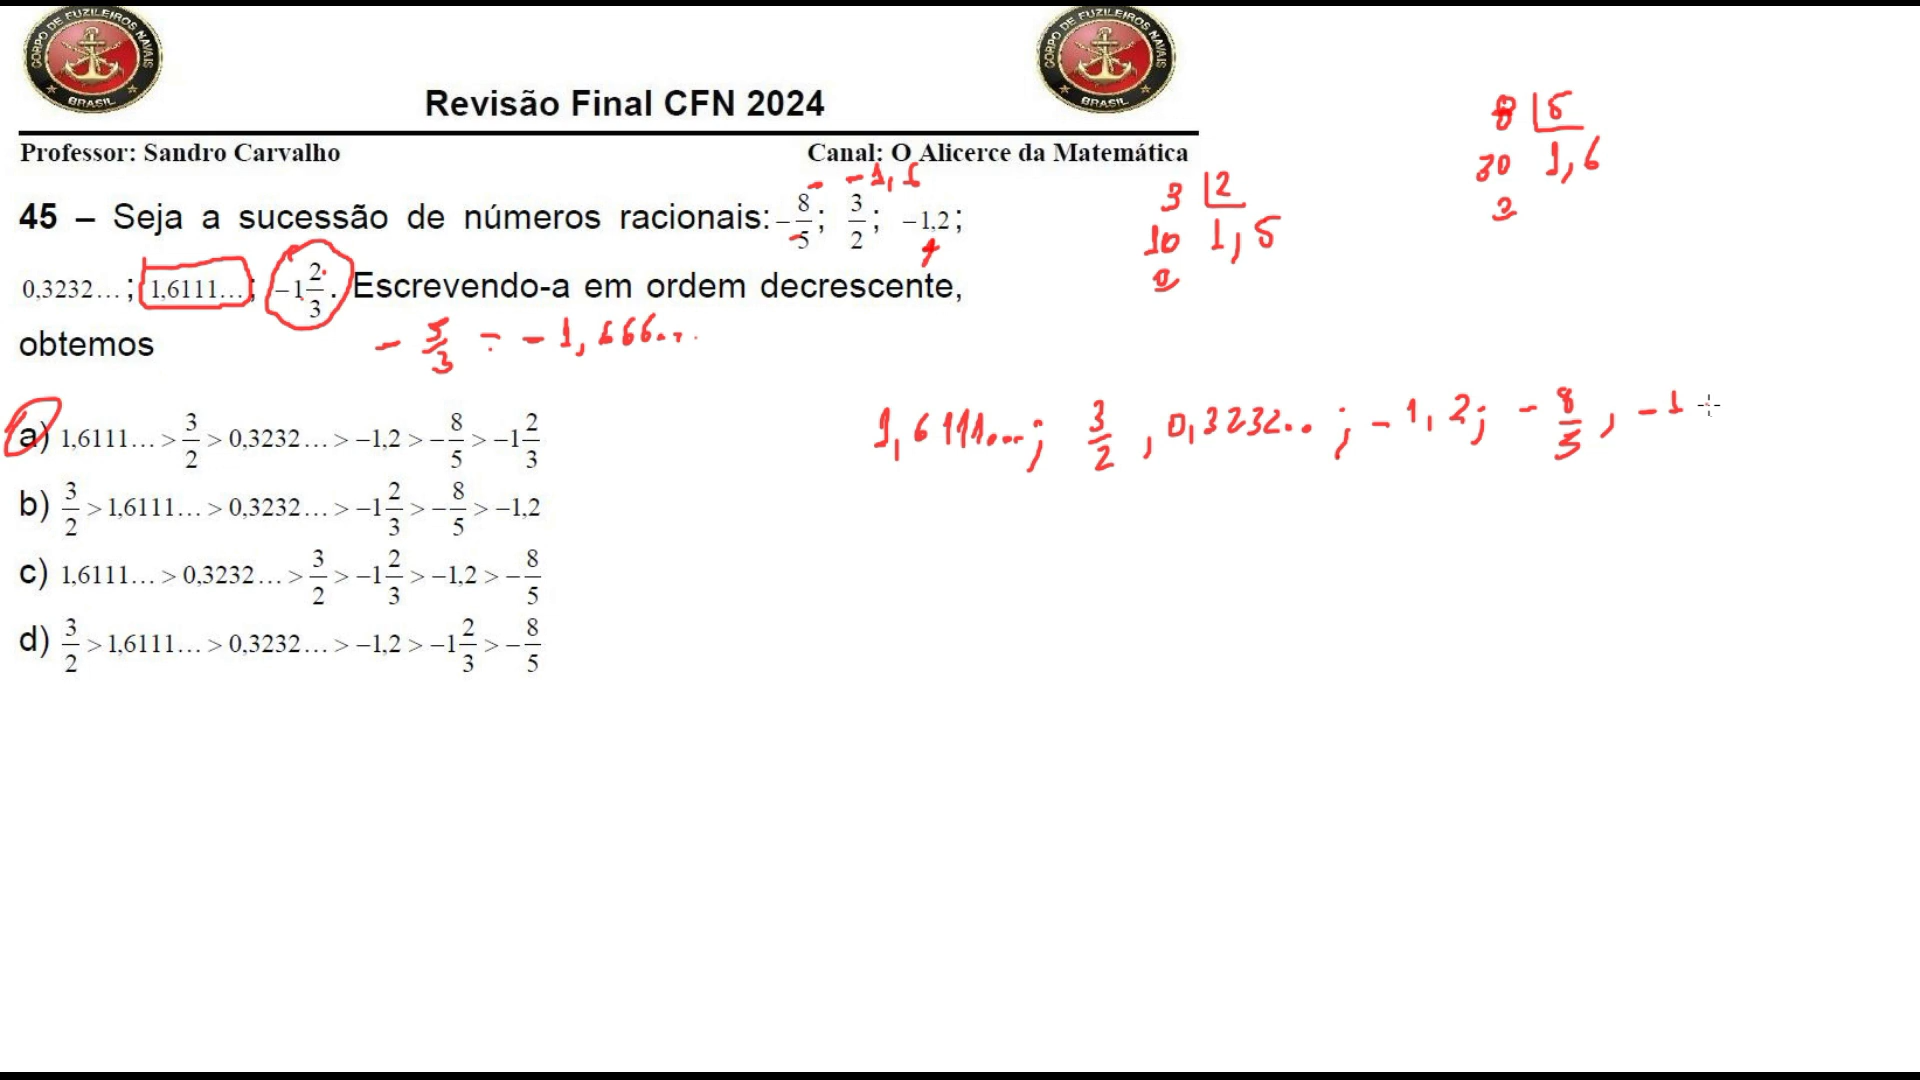 CORPO DE FUZILEIROS NAVAIS
BRASIL
CORPO DE FUZILEIROS NAVAIS
BRASIL
Revisão Final CFN 2024
Professor: Sandro Carvalho
Canal: O Alicerce da Matemática
45 – Seja a sucessão de números racionais: -8/5; 3/2; -1,2;
0,3232...; 1,6111...; -1 2/3. Escrevendo-a em ordem decrescente,
obtemos
- 5/3 = -1,666...
a) 1,6111... > 3/2 > 0,3232... > -1,2 > -8/5 > -1 2/3
b) 3/2 > 1,6111... > 0,3232... > -1 2/3 > -8/5 > -1,2
c) 1,6111... > 0,3232... > 3/2 > -1 2/3 > -1,2 > -8/5
d) 3/2 > 1,6111... > 0,3232... > -1,2 > -1 2/3 > -8/5
3 2
10 1,5
0
8 5
30 1,6
0
1,6111...; 3/2, 0,3232..; -1,2; -8/5, -1